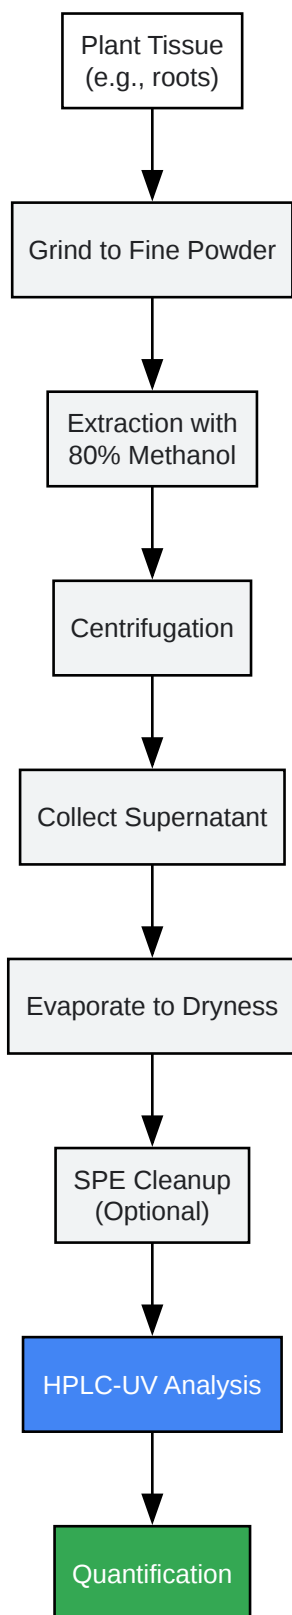 Plant Tissue
(e.g., roots)
Grind to Fine Powder
Extraction with
80% Methanol
Centrifugation
Collect Supernatant
Evaporate to Dryness
SPE Cleanup
(Optional)
HPLC-UV Analysis
Quantification